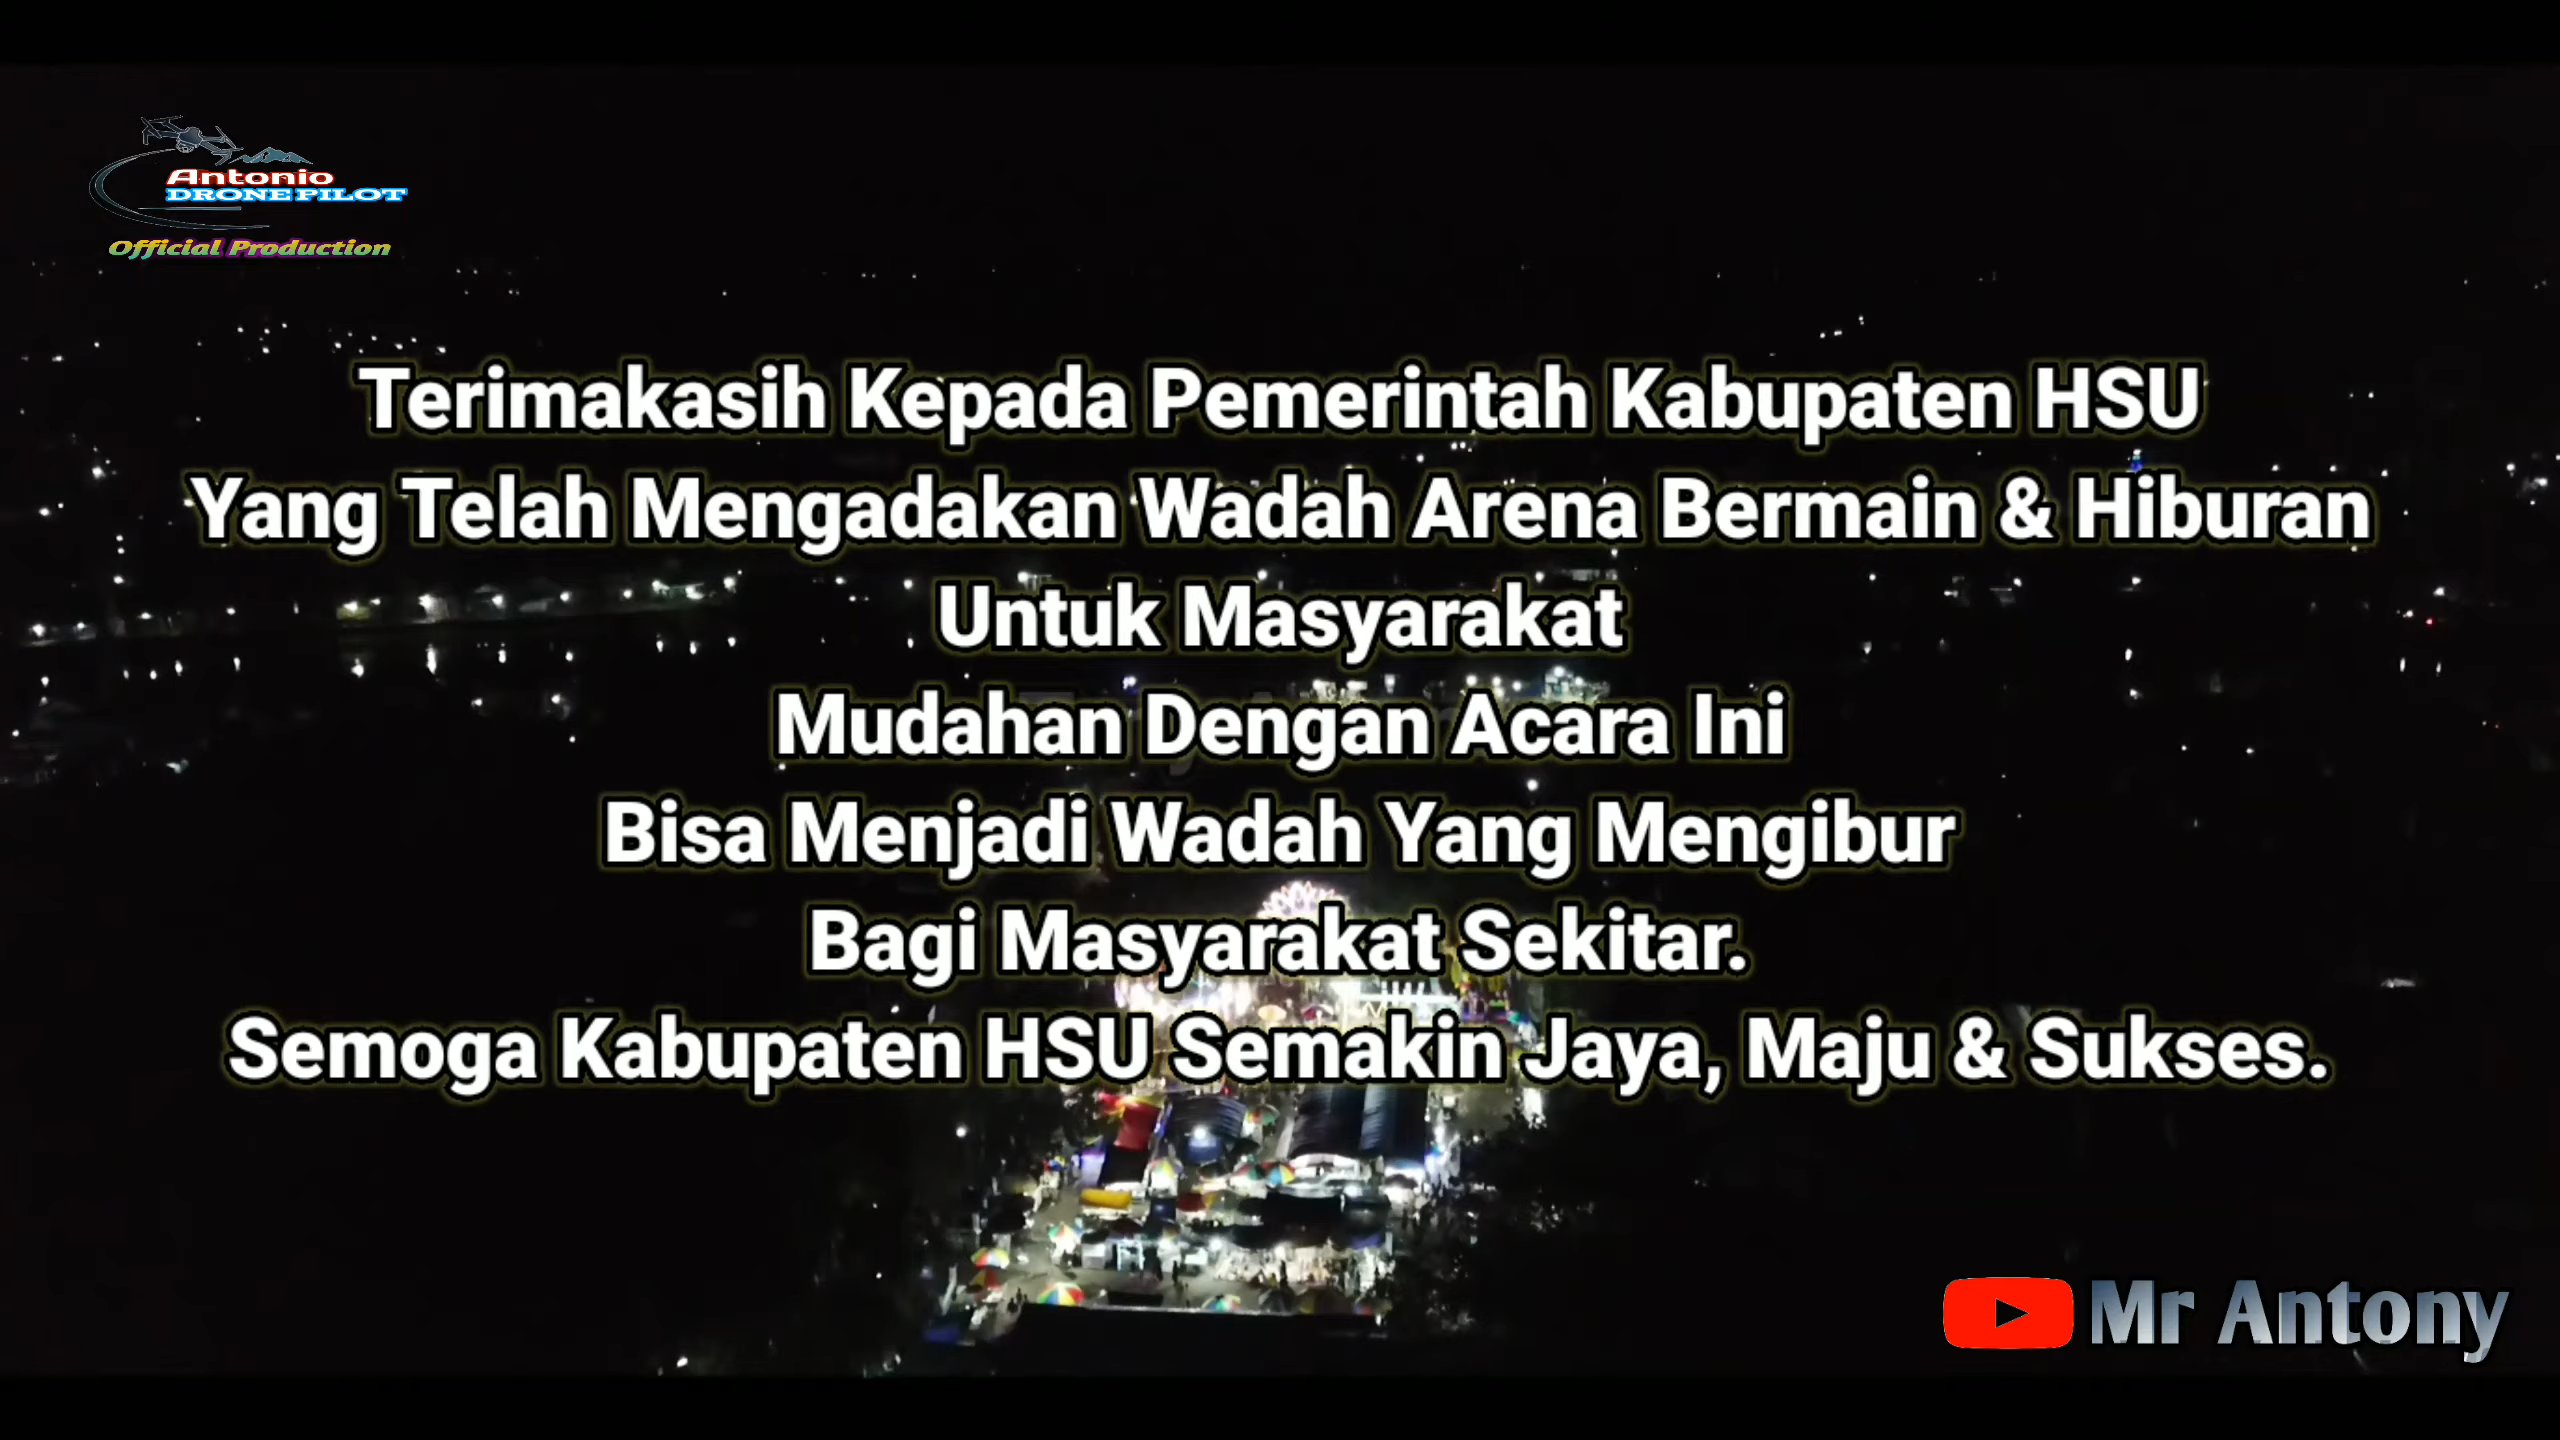 Antonio
DRONE PILOT
Official Production
Terimakasih Kepada Pemerintah Kabupaten HSU
Yang Telah Mengadakan Wadah Arena Bermain & Hiburan
Untuk Masyarakat
Mudahan Dengan Acara Ini
Bisa Menjadi Wadah Yang Mengibur
Bagi Masyarakat Sekitar.
Semoga Kabupaten HSU Semakin Jaya, Maju & Sukses.
Mr Antony